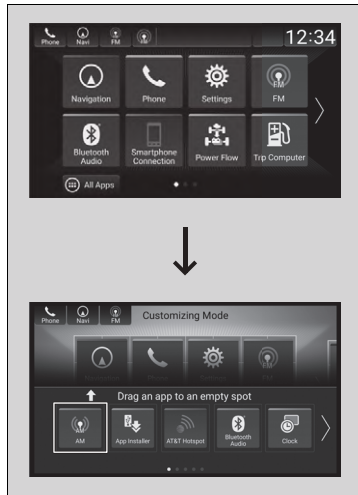 Phone Navi FM FM 12:34
Navigation Phone Settings FM
Bluetooth Audio Smartphone Connection Power Flow Trip Computer
All Apps
Phone Navi FM Customizing Mode
Drag an app to an empty spot
AM App Installer AT&T Hotspot Bluetooth Audio Clock